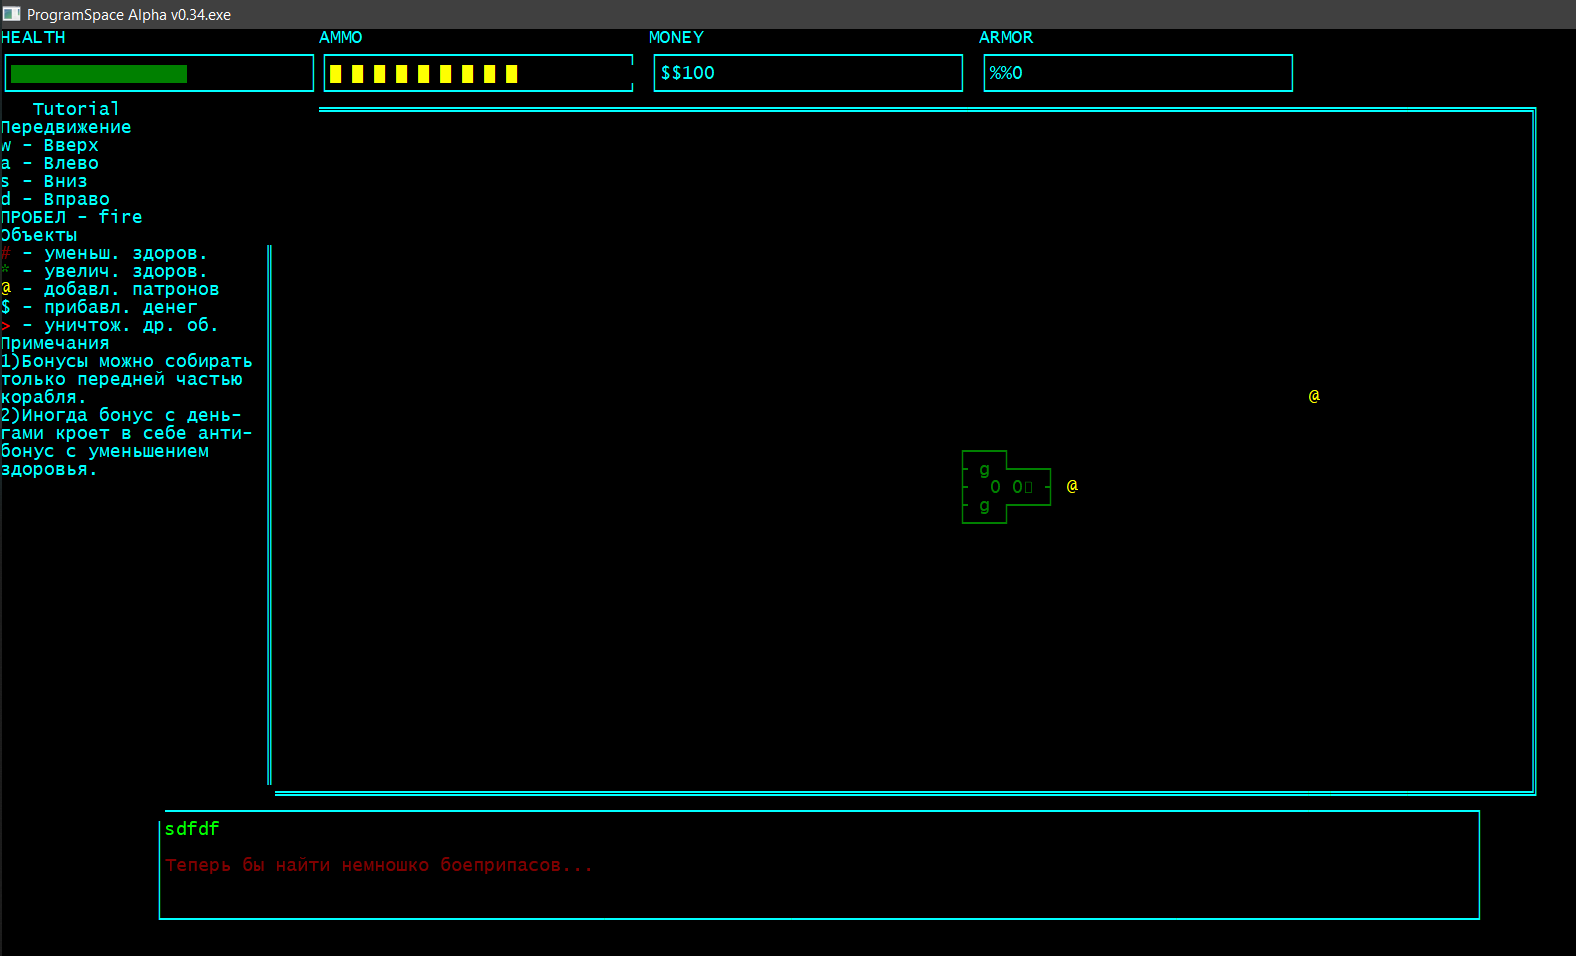 ProgramSpace Alpha v0.34.exe
HEALTH AMMO MONEY ARMOR
$$100 %%0
Tutorial
Передвижение
w - Вверх
a - Влево
s - Вниз
d - Вправо
ПРОБЕЛ - fire
Объекты
# - уменьш. здоров.
* - увелич. здоров.
@ - добавл. патронов
$ - прибавл. денег
> - уничтож. др. об.
Примечания
1)Бонусы можно собирать
только передней частью
корабля.
2)Иногда бонус с день-
гами кроет в себе анти-
бонус с уменьшением
здоровья.
@
g
0 0 @
g
sdfdf
Теперь бы найти немношко боеприпасов...